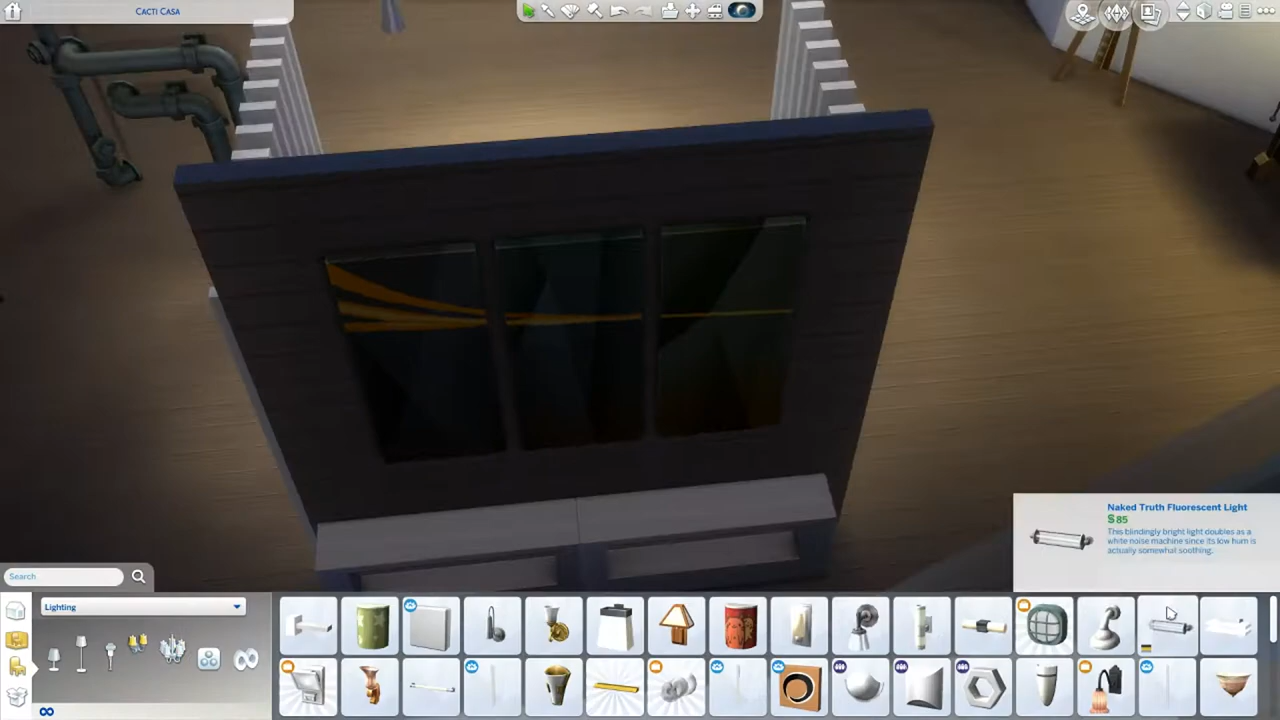 CACTI CASA
Naked Truth Fluorescent Light
§85
This blindingly bright light doubles as a
white noise machine since its low hum is
actually somewhat soothing.
Search
Lighting